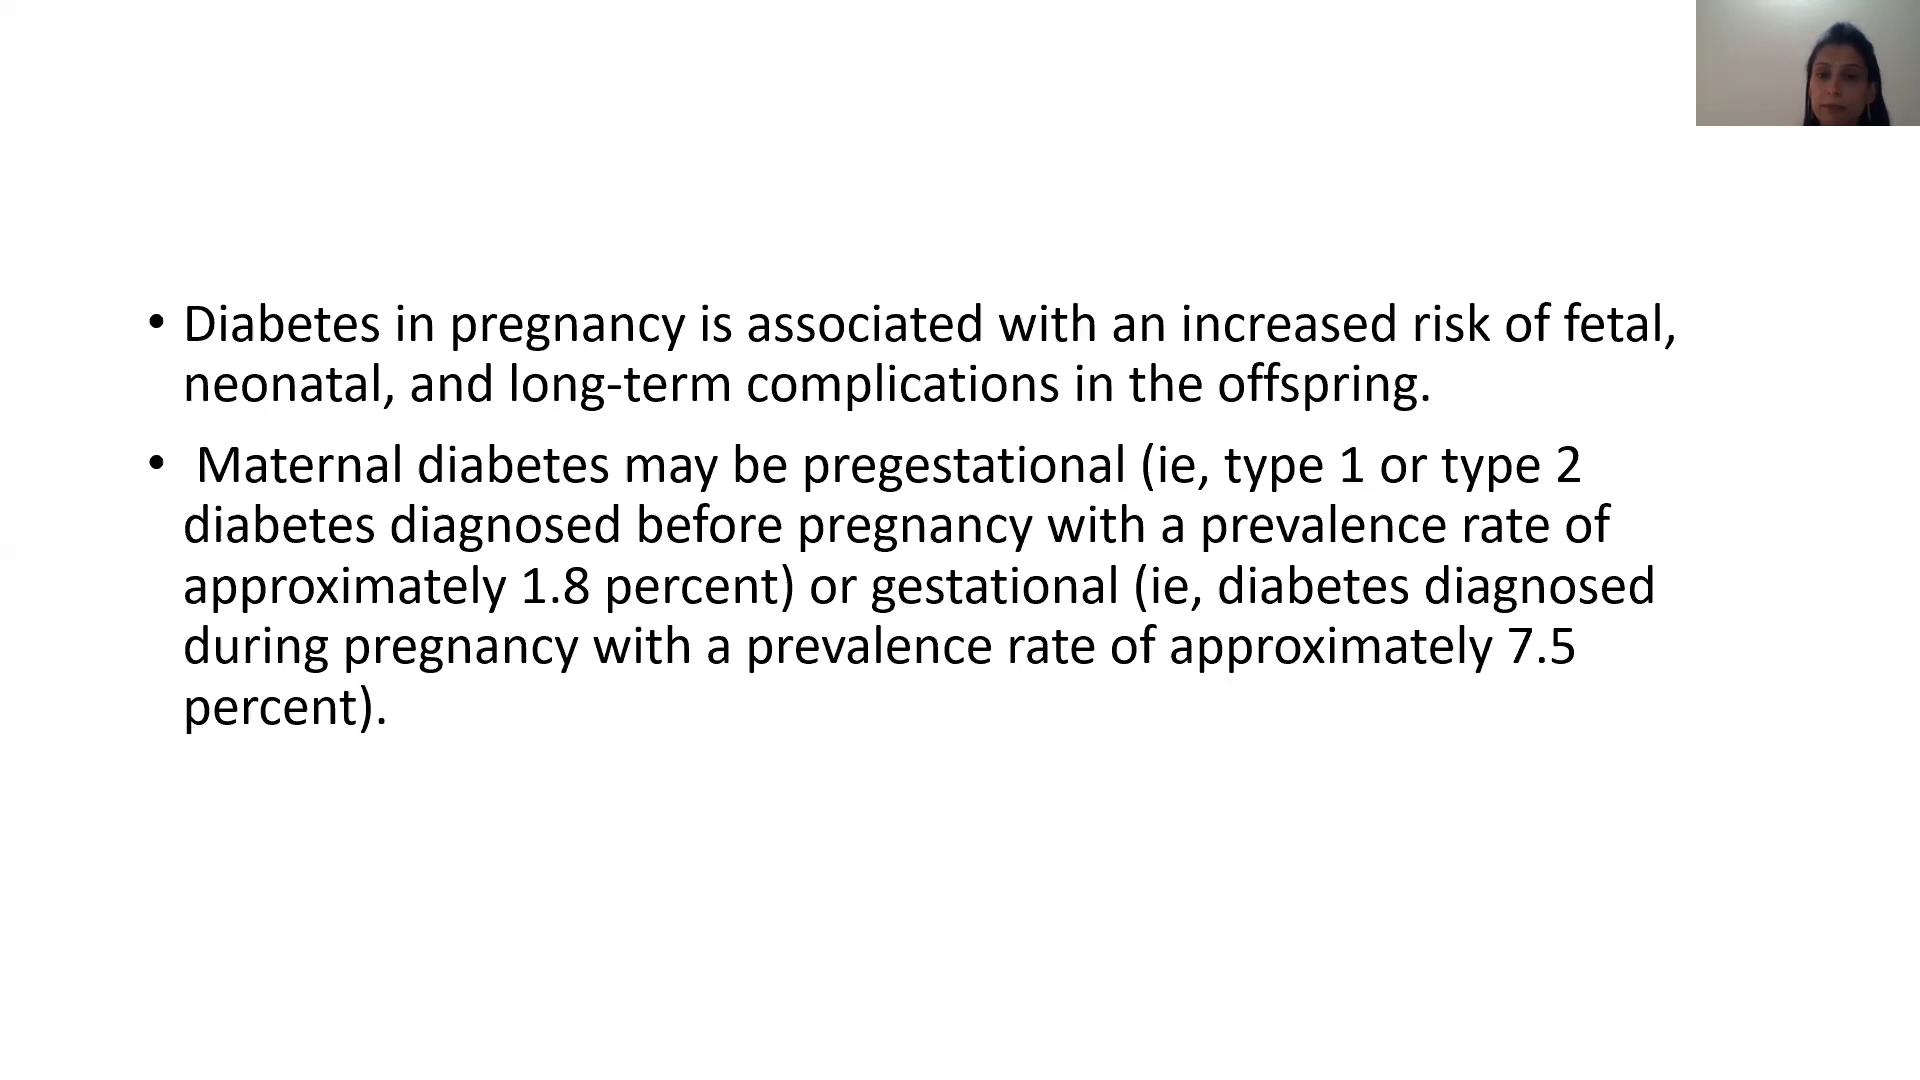 • Diabetes in pregnancy is associated with an increased risk of fetal,
neonatal, and long-term complications in the offspring.
• Maternal diabetes may be pregestational (ie, type 1 or type 2
diabetes diagnosed before pregnancy with a prevalence rate of
approximately 1.8 percent) or gestational (ie, diabetes diagnosed
during pregnancy with a prevalence rate of approximately 7.5
percent).